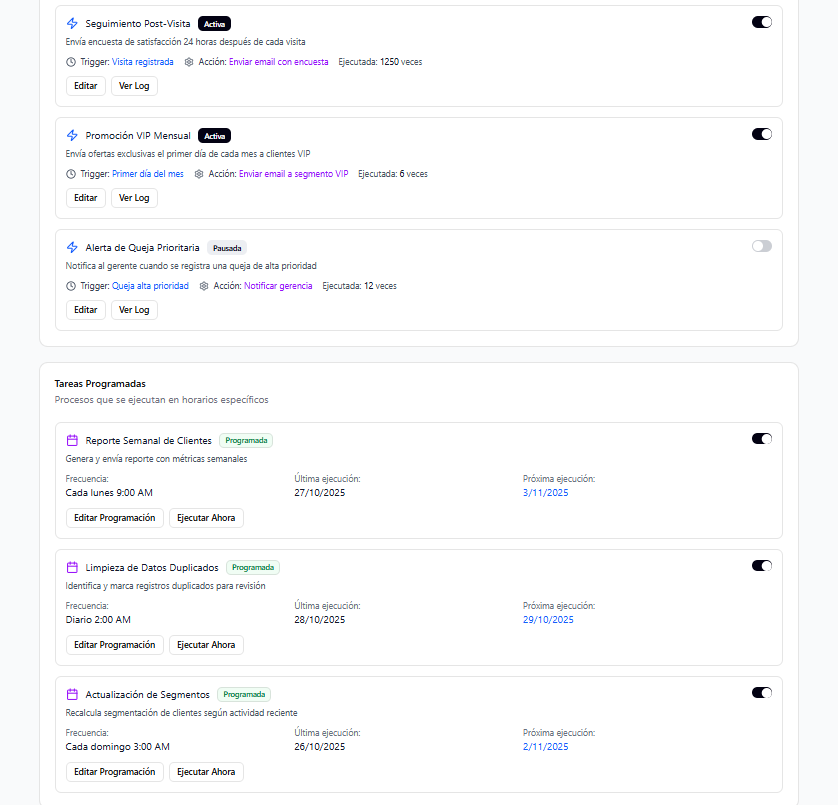 Seguimiento Post-Visita Activa
Envía encuesta de satisfacción 24 horas después de cada visita
Trigger: Visita registrada Acción: Enviar email con encuesta Ejecutada: 1250 veces
Editar Ver Log
Promoción VIP Mensual Activa
Envía ofertas exclusivas el primer día de cada mes a clientes VIP
Trigger: Primer día del mes Acción: Enviar email a segmento VIP Ejecutada: 6 veces
Editar Ver Log
Alerta de Queja Prioritaria Pausada
Notifica al gerente cuando se registra una queja de alta prioridad
Trigger: Queja alta prioridad Acción: Notificar gerencia Ejecutada: 12 veces
Editar Ver Log
Tareas Programadas
Procesos que se ejecutan en horarios específicos
Reporte Semanal de Clientes Programada
Genera y envía reporte con métricas semanales
Frecuencia: Última ejecución: Próxima ejecución:
Cada lunes 9:00 AM 27/10/2025 3/11/2025
Editar Programación Ejecutar Ahora
Limpieza de Datos Duplicados Programada
Identifica y marca registros duplicados para revisión
Frecuencia: Última ejecución: Próxima ejecución:
Diario 2:00 AM 28/10/2025 29/10/2025
Editar Programación Ejecutar Ahora
Actualización de Segmentos Programada
Recalcula segmentación de clientes según actividad reciente
Frecuencia: Última ejecución: Próxima ejecución:
Cada domingo 3:00 AM 26/10/2025 2/11/2025
Editar Programación Ejecutar Ahora